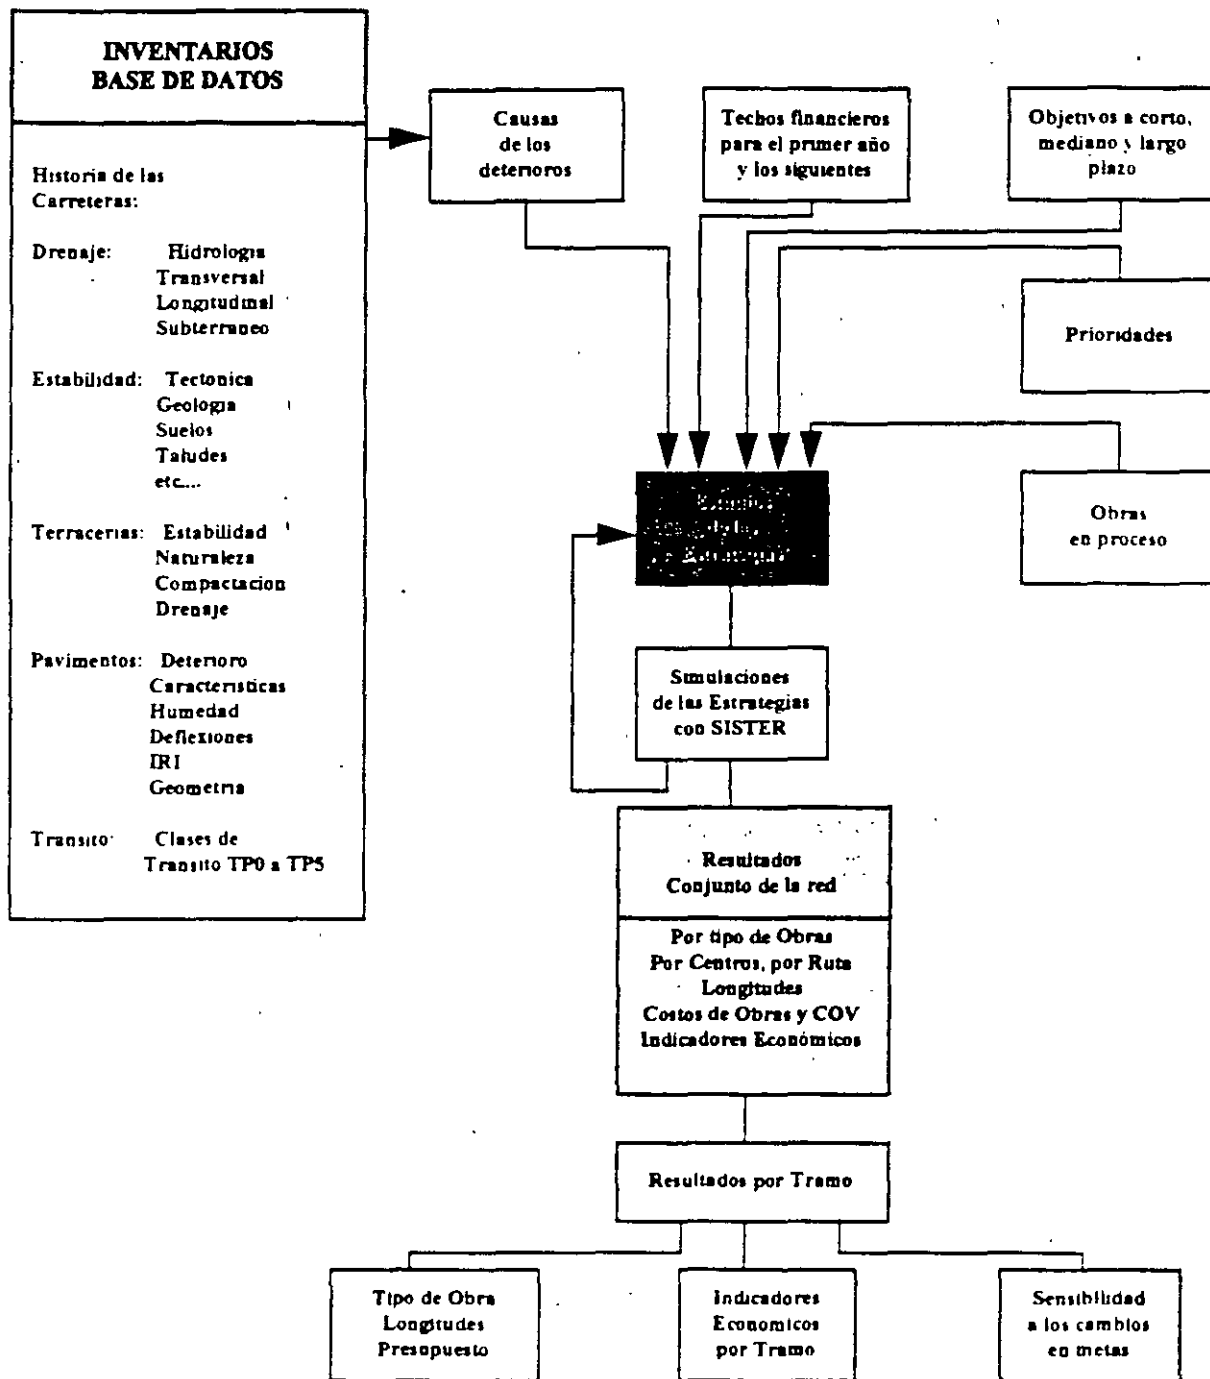 INVENTARIOS
BASE DE DATOS
Historia de las
Carreteras:
Drenaje: Hidrologia
Transversal
Longitudinal
Subterraneo
Estabilidad: Tectonica
Geologia
Suelos
Taludes
etc....
Terracerias: Estabilidad
Naturaleza
Compactacion
Drenaje
Pavimentos: Deterioro
Caracteristicas
Humedad
Deflexiones
IRI
Geometria
Transito: Clases de
Transito TP0 a TP5
Causas
de los
deterioros
Techos financieros
para el primer año
y los siguientes
Objetivos a corto,
mediano y largo
plazo
Prioridades
Obras
en proceso
Simulaciones
de las Estrategias
con SISTER
Resultados
Conjunto de la red
Por tipo de Obras
Por Centros, por Ruta
Longitudes
Costos de Obras y COV
Indicadores Económicos
Resultados por Tramo
Tipo de Obra
Longitudes
Presupuesto
Indicadores
Economicos
por Tramo
Sensibilidad
a los cambios
en metas